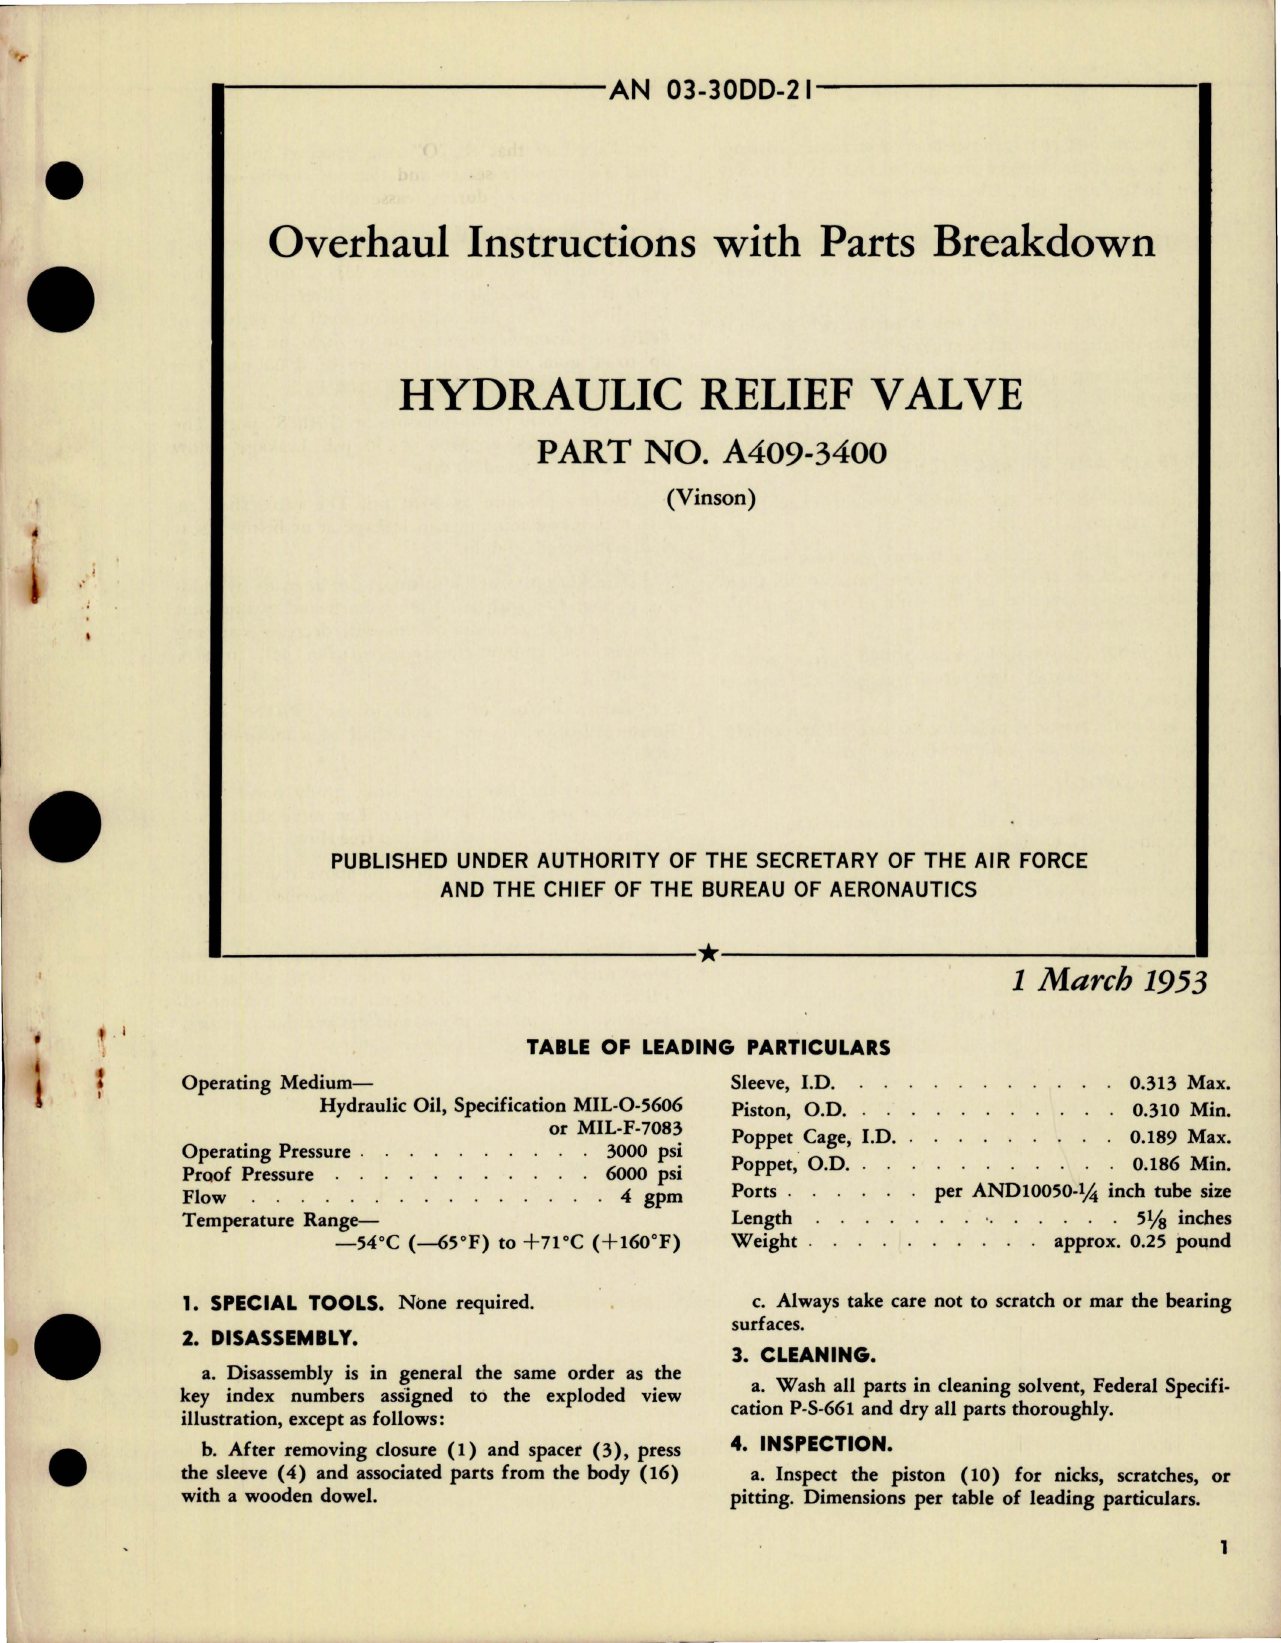 AN 03-30DD-21
Overhaul Instructions with Parts Breakdown
HYDRAULIC RELIEF VALVE
PART NO. A409-3400
(Vinson)
PUBLISHED UNDER AUTHORITY OF THE SECRETARY OF THE AIR FORCE
AND THE CHIEF OF THE BUREAU OF AERONAUTICS
1 March 1953
TABLE OF LEADING PARTICULARS
Operating Medium—
Hydraulic Oil, Specification MIL-O-5606
or MIL-F-7083
Operating Pressure . . . . . . . . . . 3000 psi
Proof Pressure . . . . . . . . . . . 6000 psi
Flow . . . . . . . . . . . . . . . 4 gpm
Temperature Range—
—54°C (—65°F) to +71°C (+160°F)
Sleeve, I.D. . . . . . . . . . . . . 0.313 Max.
Piston, O.D. . . . . . . . . . . . 0.310 Min.
Poppet Cage, I.D. . . . . . . . . . 0.189 Max.
Poppet, O.D. . . . . . . . . . . . 0.186 Min.
Ports . . . . . . per AND10050-1/4 inch tube size
Length . . . . . . . . . . . . . 5 1/8 inches
Weight . . . . . . . . . . approx. 0.25 pound
1. SPECIAL TOOLS. None required.
2. DISASSEMBLY.
a. Disassembly is in general the same order as the
key index numbers assigned to the exploded view
illustration, except as follows:
b. After removing closure (1) and spacer (3), press
the sleeve (4) and associated parts from the body (16)
with a wooden dowel.
c. Always take care not to scratch or mar the bearing
surfaces.
3. CLEANING.
a. Wash all parts in cleaning solvent, Federal Specifi-
cation P-S-661 and dry all parts thoroughly.
4. INSPECTION.
a. Inspect the piston (10) for nicks, scratches, or
pitting. Dimensions per table of leading particulars.
1